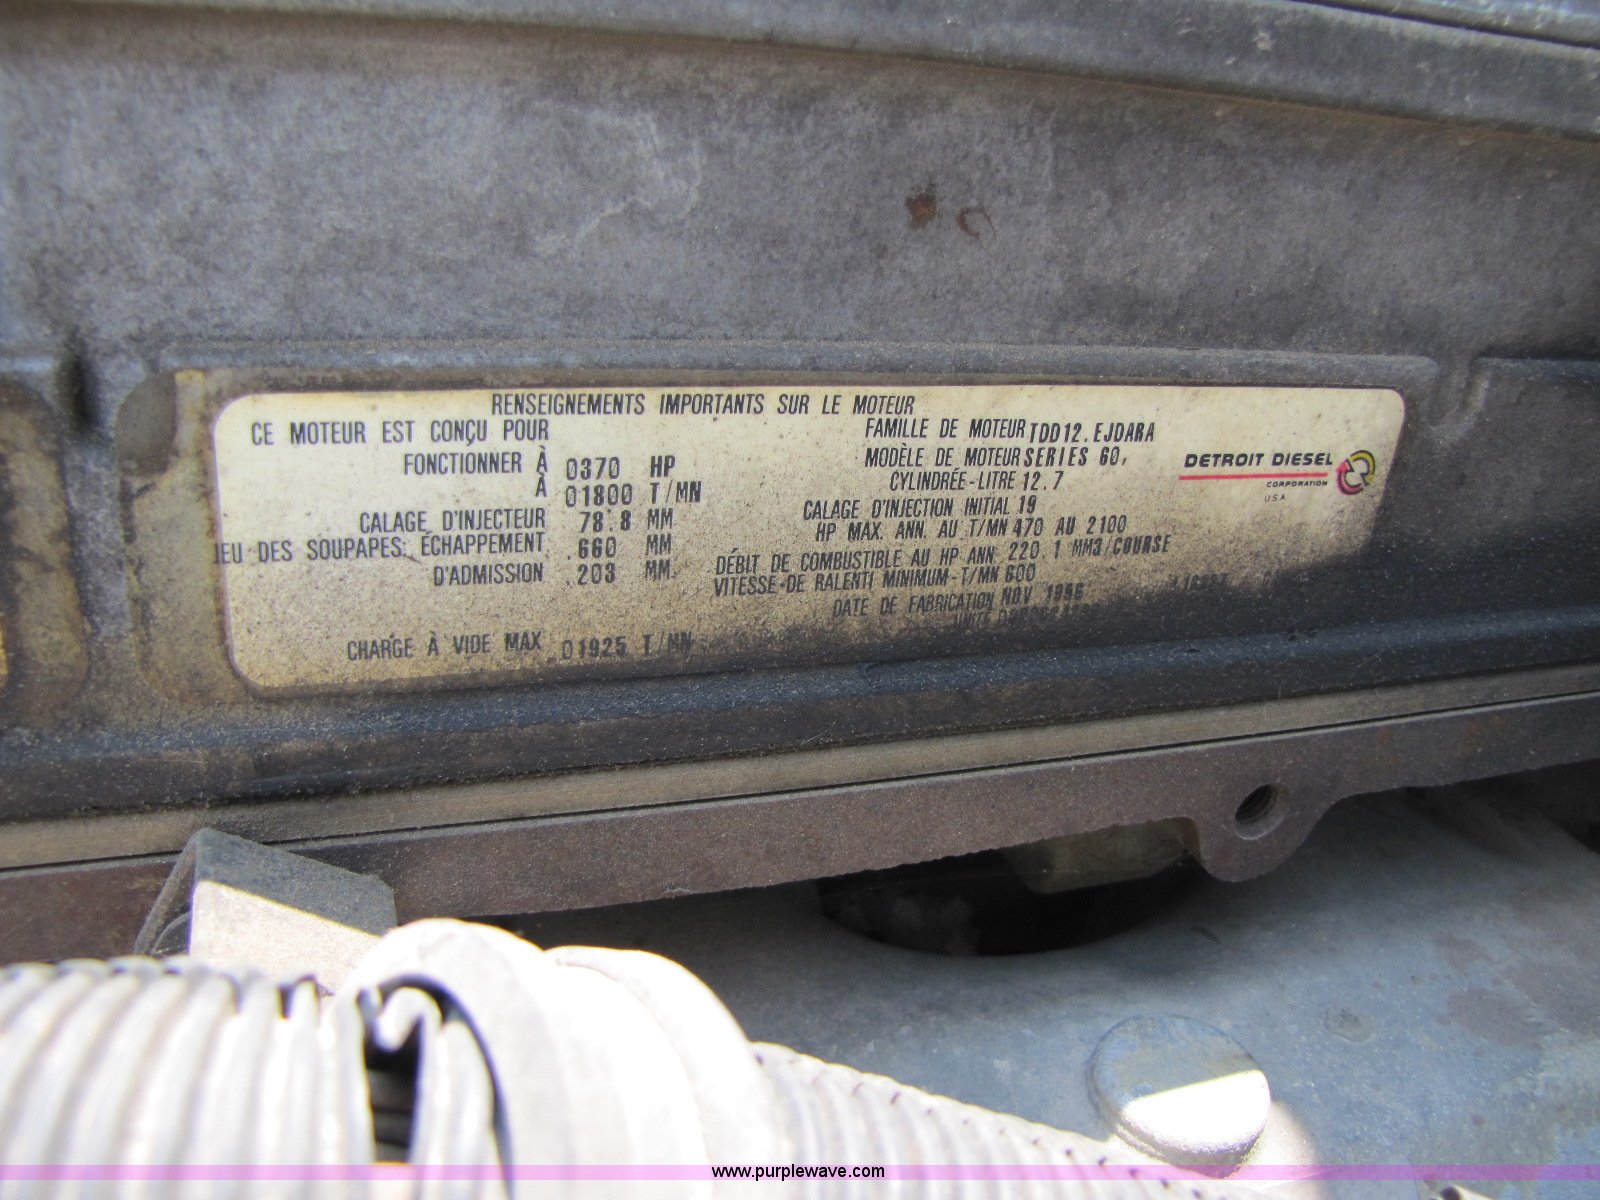 RENSEIGNEMENTS IMPORTANTS SUR LE MOTEUR
CE MOTEUR EST CONÇU POUR
FONCTIONNER À 0370 HP
À 01800 T/MN
CALAGE D'INJECTEUR 78.8 MM
JEU DES SOUPAPES: ÉCHAPPEMENT .660 MM
D'ADMISSION .203 MM
CHARGE À VIDE MAX 01925 T/MN
FAMILLE DE MOTEUR TDD12.EJDARA
MODÈLE DE MOTEUR SERIES 60,
CYLINDRÉE-LITRE 12.7
CALAGE D'INJECTION INITIAL 19
HP MAX. ANN. AU T/MN 470 AU 2100
DÉBIT DE COMBUSTIBLE AU HP ANN. 220.1 MM3/COURSE
VITESSE DE RALENTI MINIMUM-T/MN 600
DATE DE FABRICATION NOV 1996
UNITÉ
DETROIT DIESEL
CORPORATION
U.S.A
www.purplewave.com